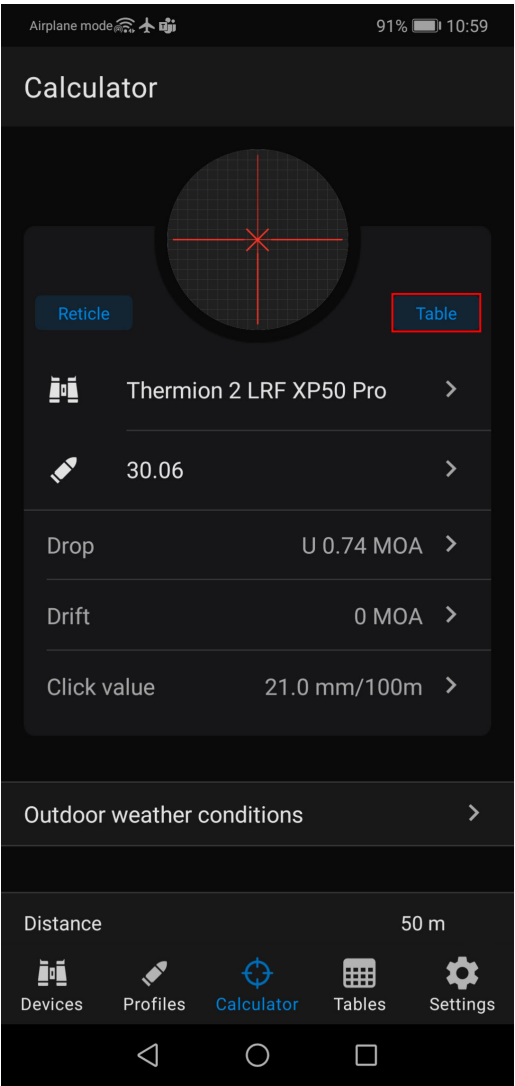 Airplane mode 91% 10:59
Calculator
Reticle Table
Thermion 2 LRF XP50 Pro
30.06
Drop U 0.74 MOA
Drift 0 MOA
Click value 21.0 mm/100m
Outdoor weather conditions
Distance 50 m
Devices Profiles Calculator Tables Settings